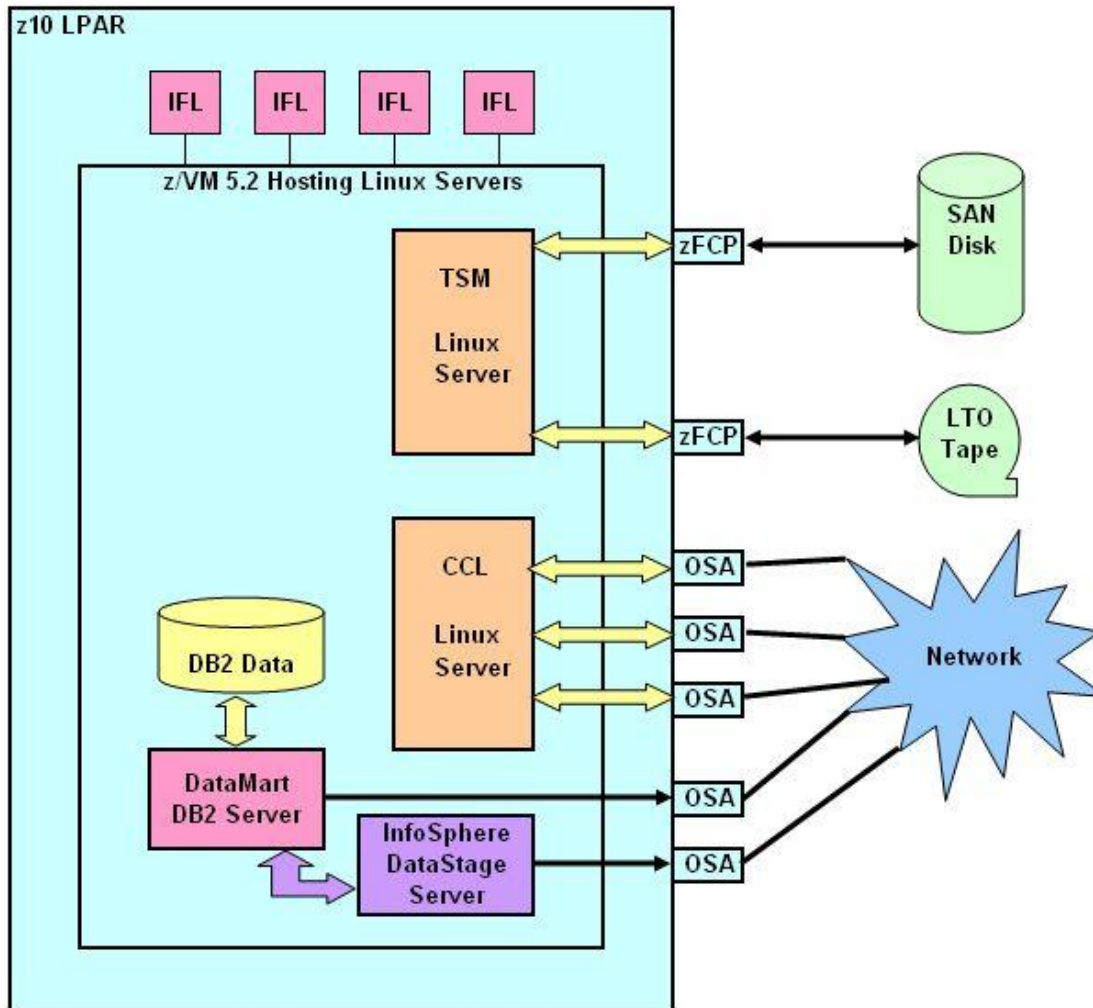 z10 LPAR
IFL
IFL
IFL
IFL
z/VM 5.2 Hosting Linux Servers
TSM
Linux
Server
zFCP
SAN
Disk
zFCP
LTO
Tape
CCL
Linux
Server
OSA
OSA
OSA
Network
DB2 Data
DataMart
DB2 Server
OSA
InfoSphere
DataStage
Server
OSA